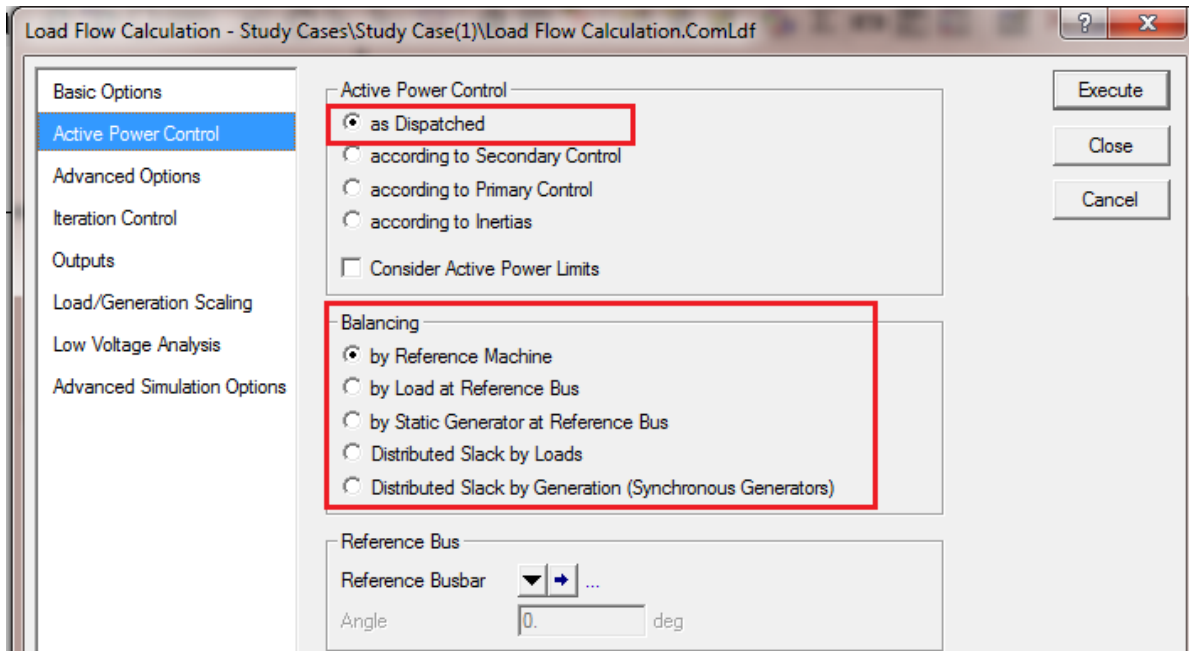 Load Flow Calculation - Study Cases\Study Case(1)\Load Flow Calculation.ComLdf
?
X
Basic Options
Active Power Control
Advanced Options
Iteration Control
Outputs
Load/Generation Scaling
Low Voltage Analysis
Advanced Simulation Options
Active Power Control
as Dispatched
according to Secondary Control
according to Primary Control
according to Inertias
Consider Active Power Limits
Balancing
by Reference Machine
by Load at Reference Bus
by Static Generator at Reference Bus
Distributed Slack by Loads
Distributed Slack by Generation (Synchronous Generators)
Reference Bus
Reference Busbar ...
Angle 0. deg
Execute
Close
Cancel